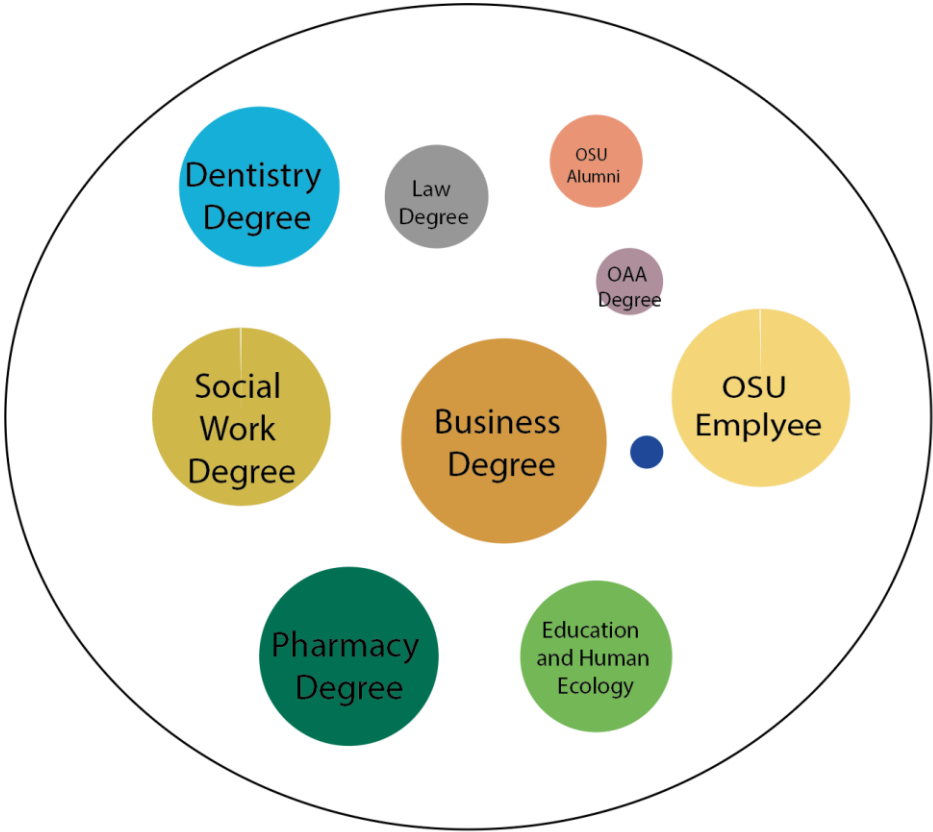 Dentistry
Degree
Law
Degree
OSU
Alumni
OAA
Degree
Social
Work
Degree
Business
Degree
OSU
Emplyee
Pharmacy
Degree
Education
and Human
Ecology